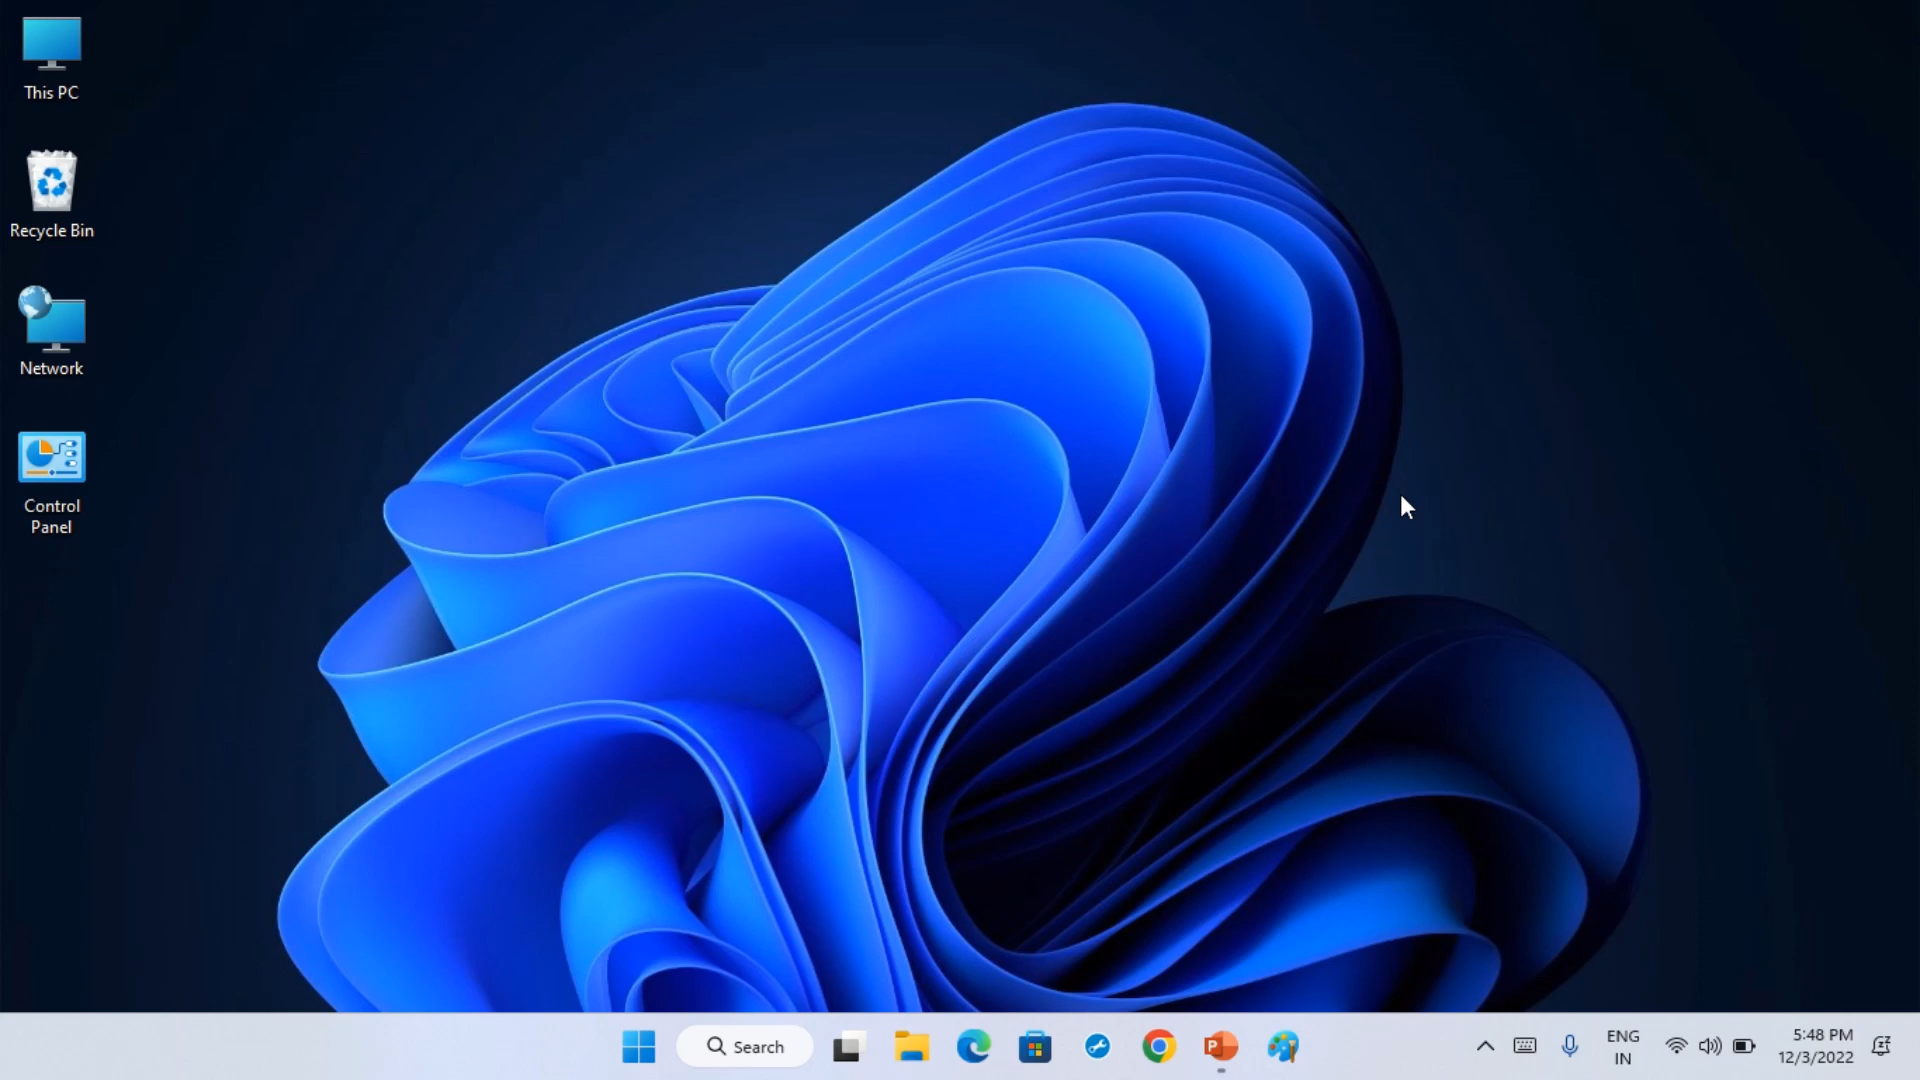 This PC
Recycle Bin
Network
Control
Panel
Search
P
ENG
IN
5:48 PM
12/3/2022